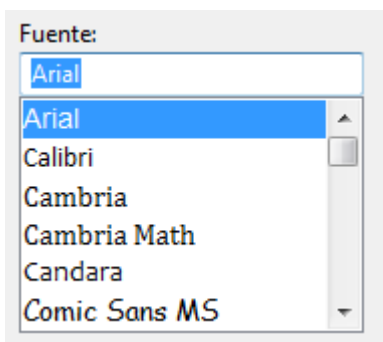 Fuente:
Arial
Arial
Calibri
Cambria
Cambria Math
Candara
Comic Sans MS